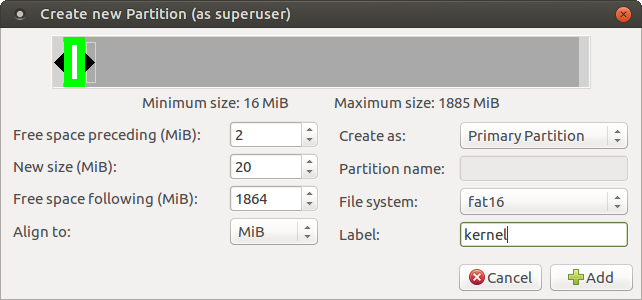 Create new Partition (as superuser)
Minimum size: 16 MiB Maximum size: 1885 MiB
Free space preceding (MiB): 2 Create as: Primary Partition
New size (MiB): 20 Partition name:
Free space following (MiB): 1864 File system: fat16
Align to: MiB Label: kernel
Cancel Add